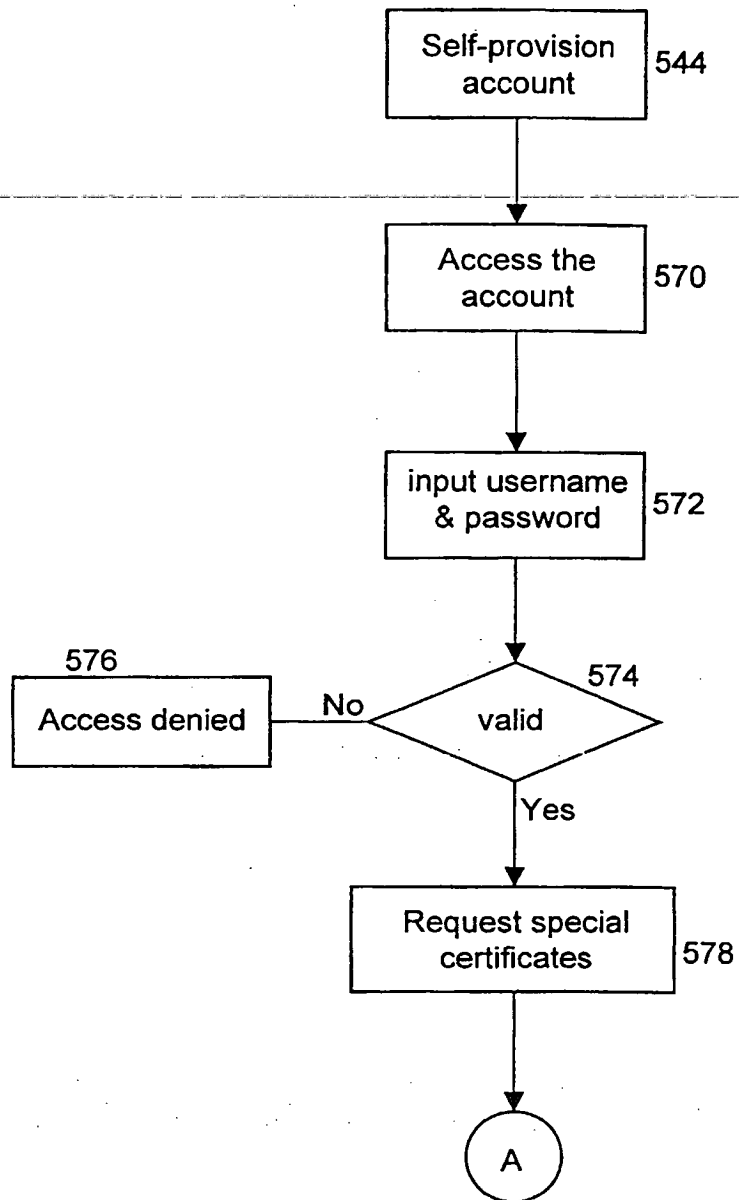 Self-provision
account
544
Access the
account
570
input username
& password
572
576
Access denied
No
valid
574
Yes
Request special
certificates
578
A